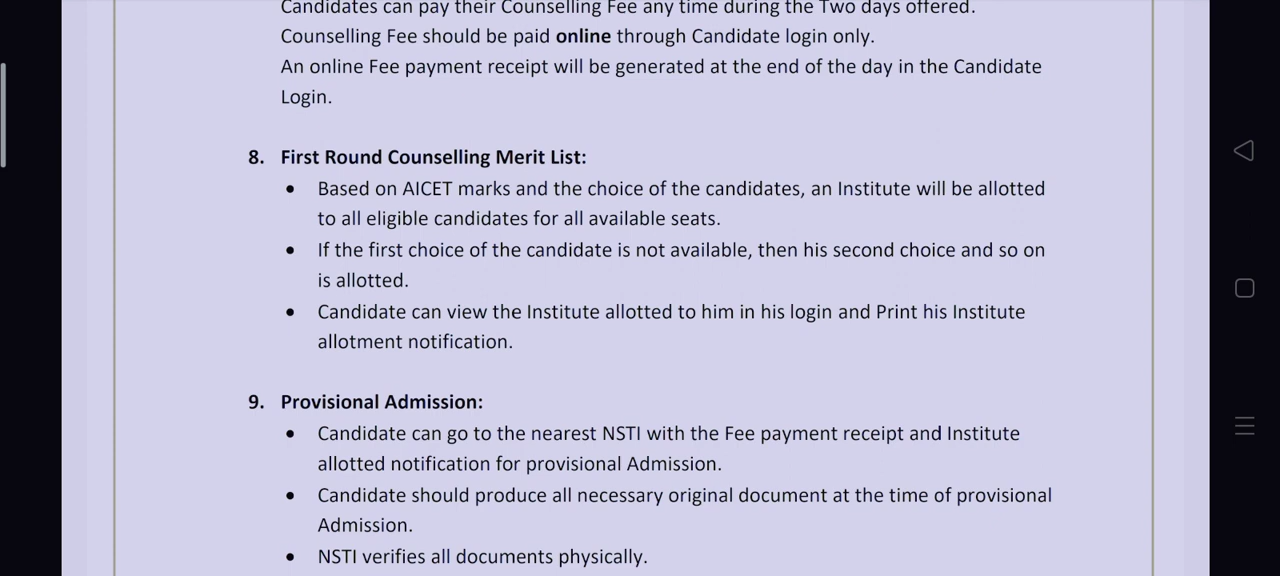 Candidates can pay their Counselling Fee any time during the Two days offered.
Counselling Fee should be paid online through Candidate login only.
An online Fee payment receipt will be generated at the end of the day in the Candidate
Login.
8. First Round Counselling Merit List:
• Based on AICET marks and the choice of the candidates, an Institute will be allotted
to all eligible candidates for all available seats.
• If the first choice of the candidate is not available, then his second choice and so on
is allotted.
• Candidate can view the Institute allotted to him in his login and Print his Institute
allotment notification.
9. Provisional Admission:
• Candidate can go to the nearest NSTI with the Fee payment receipt and Institute
allotted notification for provisional Admission.
• Candidate should produce all necessary original document at the time of provisional
Admission.
• NSTI verifies all documents physically.